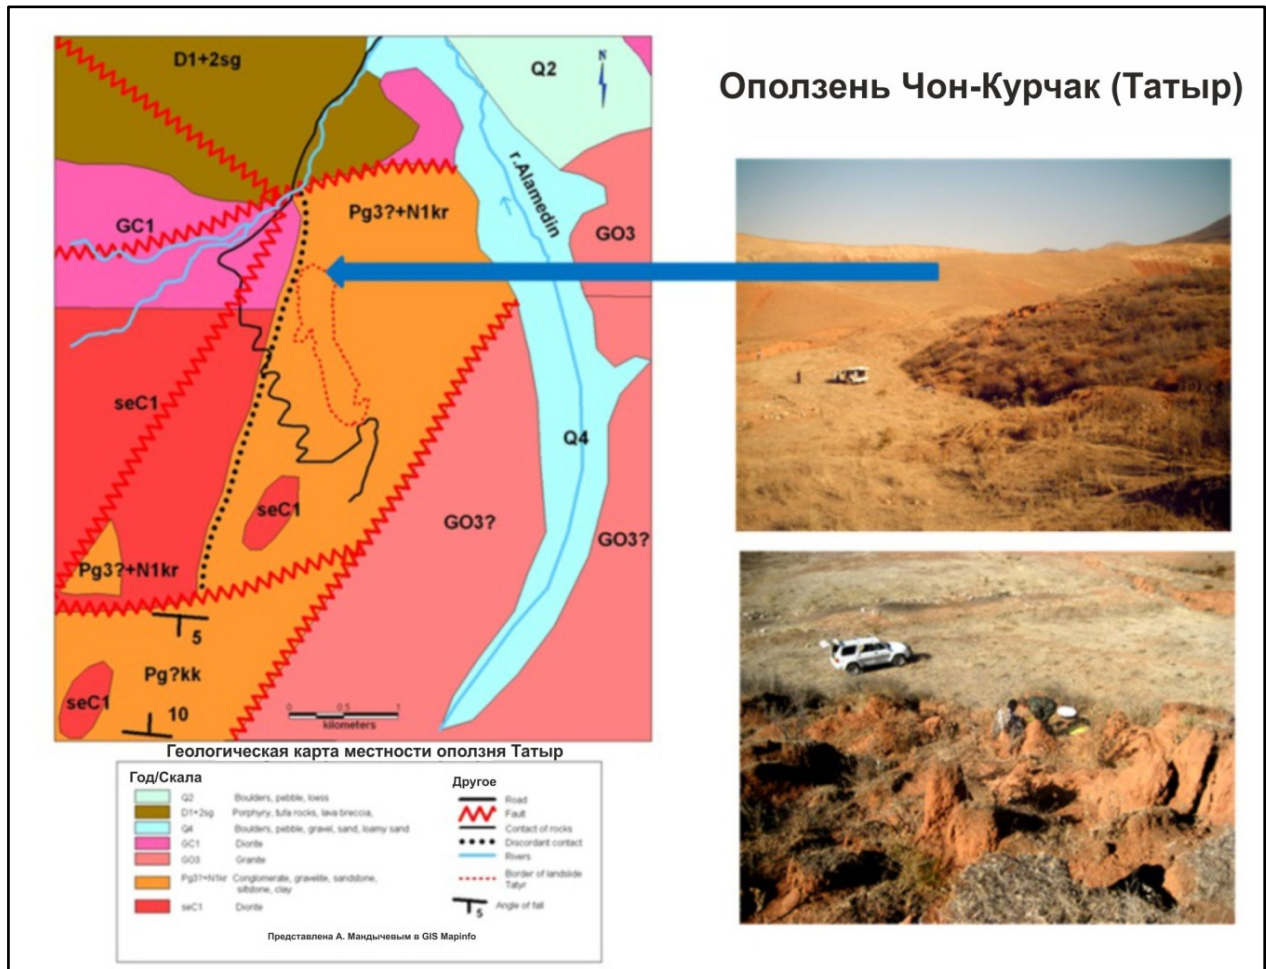 Оползень Чон-Курчак (Татыр)
D1+2sg
Q2
N
r.Alamedin
Pg3?+N1kr
GC1
GO3
seC1
Q4
seC1
GO3?
GO3?
Pg3?+N1kr
5
Pg?kk
seC1
10
0 0.5 1
kilometers
Геологическая карта местности оползня Татыр
Год/Скала
Q2 Boulders, pebble, loess
D1+2sg Porphyry, tufa rocks, lava breccia,
Q4 Boulders, pebble, gravel, sand, loamy sand
GC1 Diorite
GO3 Granite
Pg3?+N1kr Conglomerate, gravelite, sandstone,
siltstone, clay
seC1 Diorite
Другое
Road
Fault
Contact of rocks
Discordant contact
Rivers
Border of landslide
Tatyr
5 Angle of fall
Представлена А. Мандычевым в GIS Mapinfo